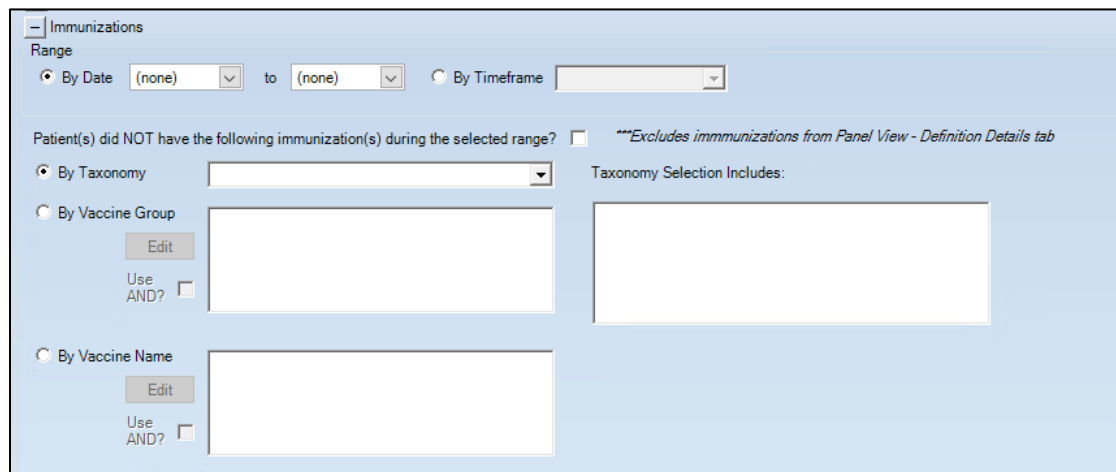 Immunizations
Range
By Date (none) to (none) By Timeframe
Patient(s) did NOT have the following immunization(s) during the selected range? ***Excludes immmunizations from Panel View - Definition Details tab
By Taxonomy Taxonomy Selection Includes:
By Vaccine Group
Edit
Use
AND?
By Vaccine Name
Edit
Use
AND?